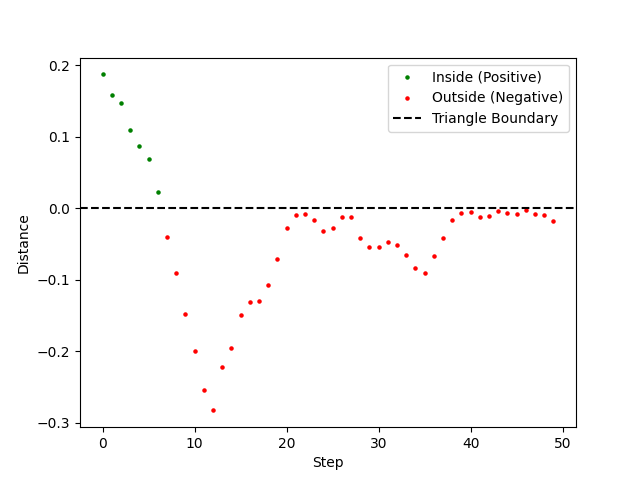 0.2
0.1
0.0
−0.1
−0.2
−0.3
Distance
Inside (Positive)
Outside (Negative)
Triangle Boundary
0 10 20 30 40 50
Step